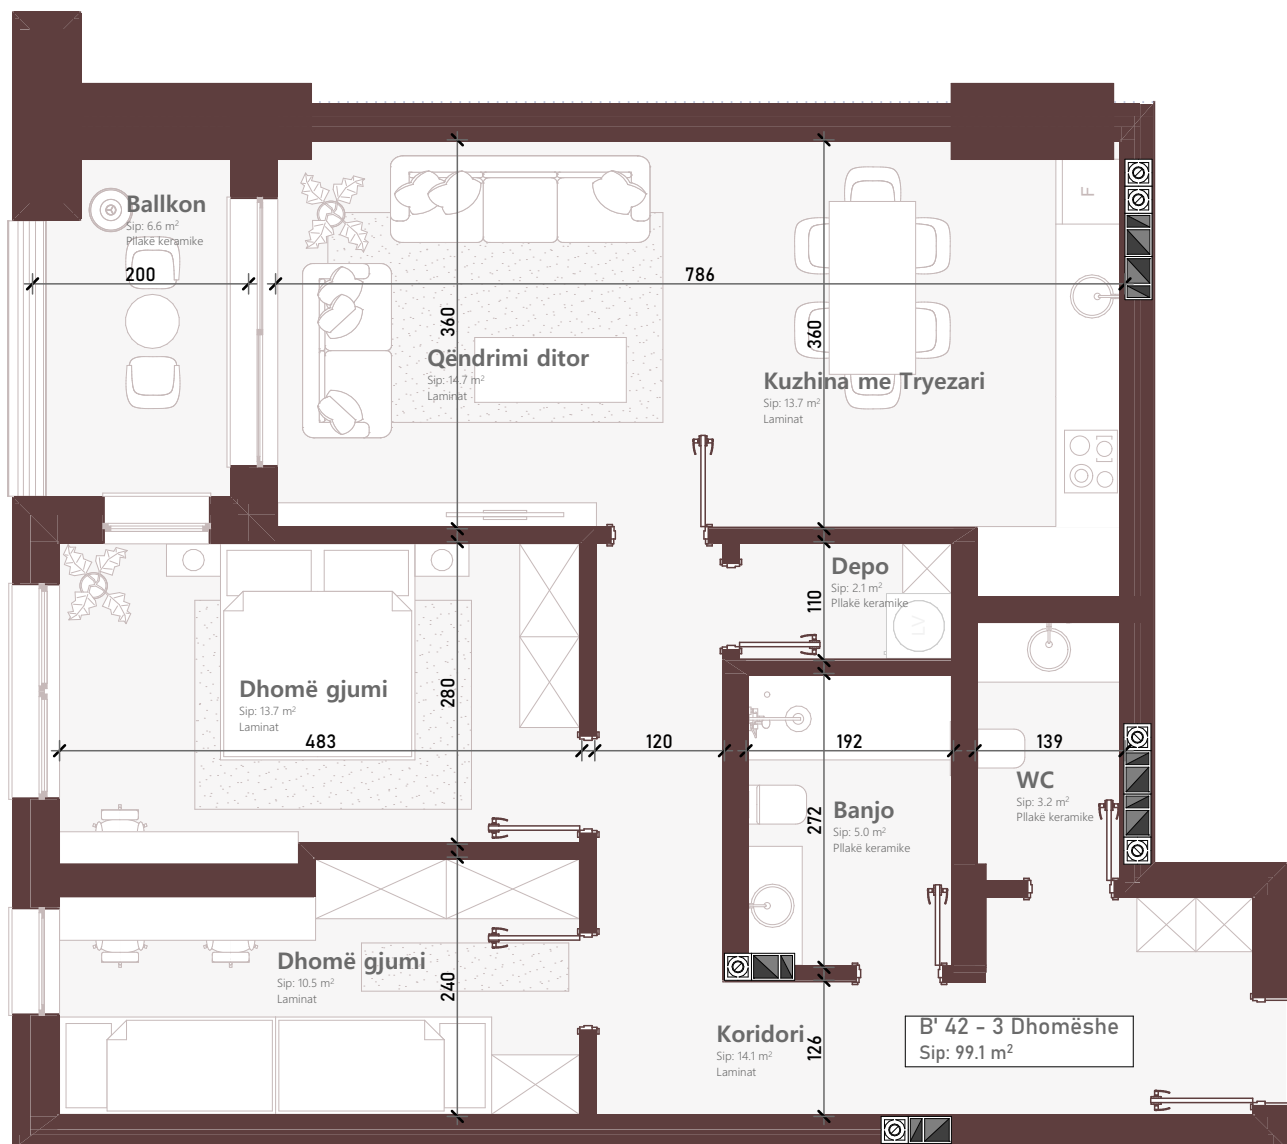 Ballkon
Sip: 6.6 m²
Pllakë keramike
200
786
F
360
360
Qëndrimi ditor
Sip: 14.7 m²
Laminat
Kuzhina me Tryezari
Sip: 13.7 m²
Laminat
Depo
Sip: 2.1 m²
Pllakë keramike
110
LV
Dhomë gjumi
Sip: 13.7 m²
Laminat
280
483
120
192
139
WC
Sip: 3.2 m²
Pllakë keramike
Banjo
Sip: 5.0 m²
Pllakë keramike
272
Dhomë gjumi
Sip: 10.5 m²
Laminat
240
Koridori
Sip: 14.1 m²
Laminat
126
B' 42 - 3 Dhomëshe
Sip: 99.1 m²